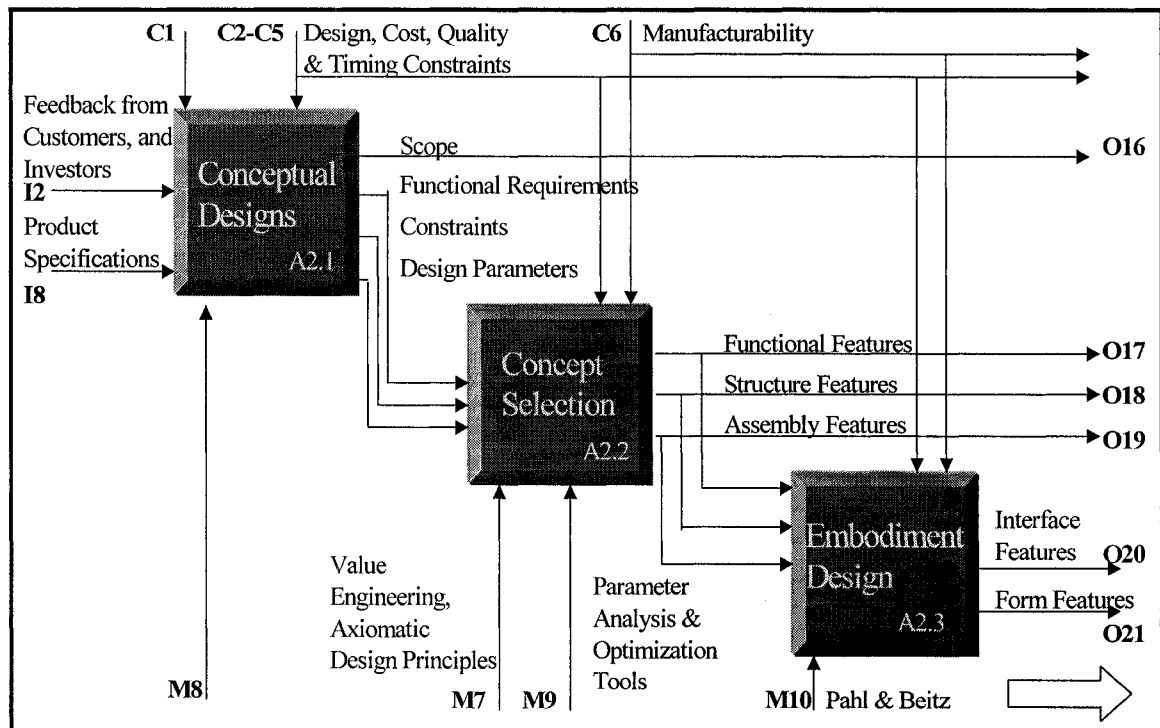 C1
C2-C5
Design, Cost, Quality
& Timing Constraints
C6
Manufacturability
Feedback from
Customers, and
Investors
I2
Product
Specifications
I8
Conceptual
Designs
A2.1
Scope
O16
Functional Requirements
Constraints
Design Parameters
Concept
Selection
A2.2
Functional Features
O17
Structure Features
O18
Assembly Features
O19
Embodiment
Design
A2.3
Interface
Features
O20
Form Features
O21
Value
Engineering,
Axiomatic
Design Principles
Parameter
Analysis &
Optimization
Tools
M8
M7
M9
M10
Pahl & Beitz